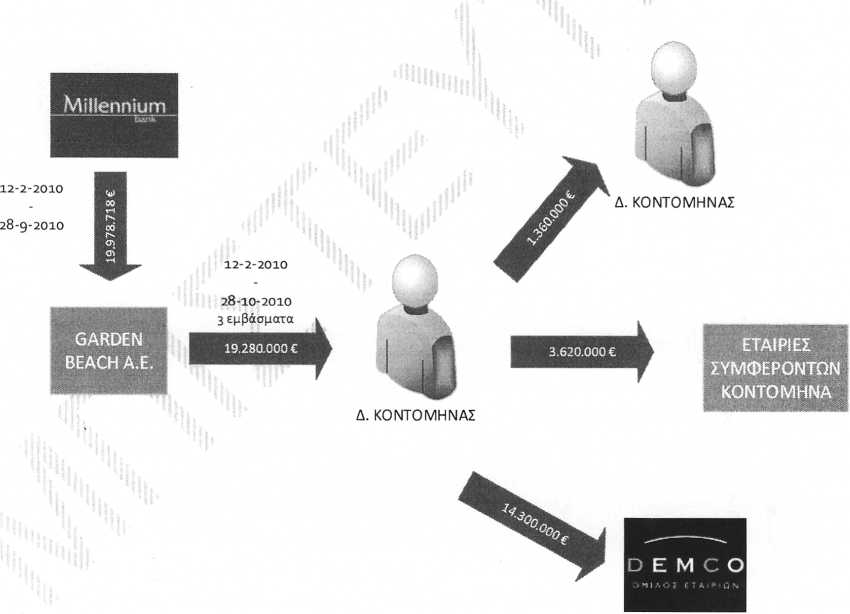 Millennium
bank
12-2-2010
-
28-9-2010
19.978.718 €
GARDEN
BEACH A.E.
12-2-2010
-
28-10-2010
3 εμβάσματα
19.280.000 €
Δ. ΚΟΝΤΟΜΗΝΑΣ
1.360.000 €
Δ. ΚΟΝΤΟΜΗΝΑΣ
3.620.000 €
ΕΤΑΙΡΙΕΣ
ΣΥΜΦΕΡΟΝΤΩΝ
ΚΟΝΤΟΜΗΝΑ
14.300.000 €
DEMCO
ΟΜΙΛΟΣ ΕΤΑΙΡΙΩΝ